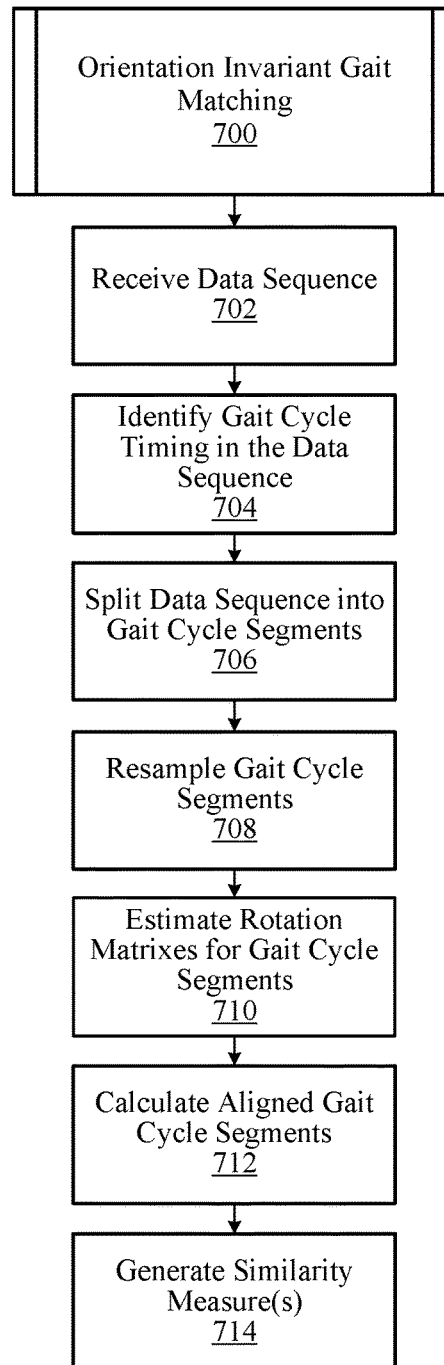 Orientation Invariant Gait
Matching
700
Receive Data Sequence
702
Identify Gait Cycle
Timing in the Data
Sequence
704
Split Data Sequence into
Gait Cycle Segments
706
Resample Gait Cycle
Segments
708
Estimate Rotation
Matrixes for Gait Cycle
Segments
710
Calculate Aligned Gait
Cycle Segments
712
Generate Similarity
Measure(s)
714